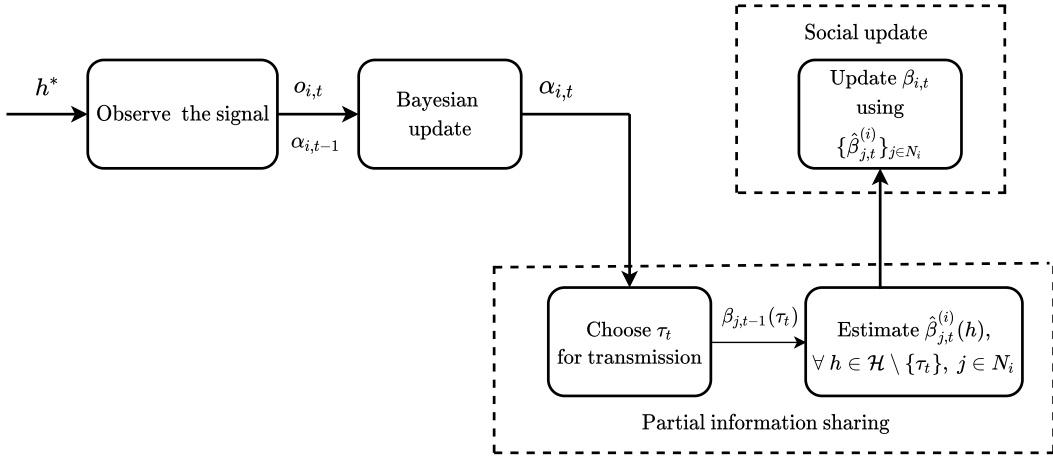 h*
Observe the signal
o_{i,t}
α_{i,t−1}
Bayesian
update
α_{i,t}
Social update
Update β_{i,t}
using
{β̂_{j,t}^{(i)}}_{j∈N_i}
Choose τ_t
for transmission
β_{j,t−1}(τ_t)
Estimate β̂_{j,t}^{(i)}(h),
∀ h ∈ ℋ \ {τ_t}, j ∈ N_i
Partial information sharing